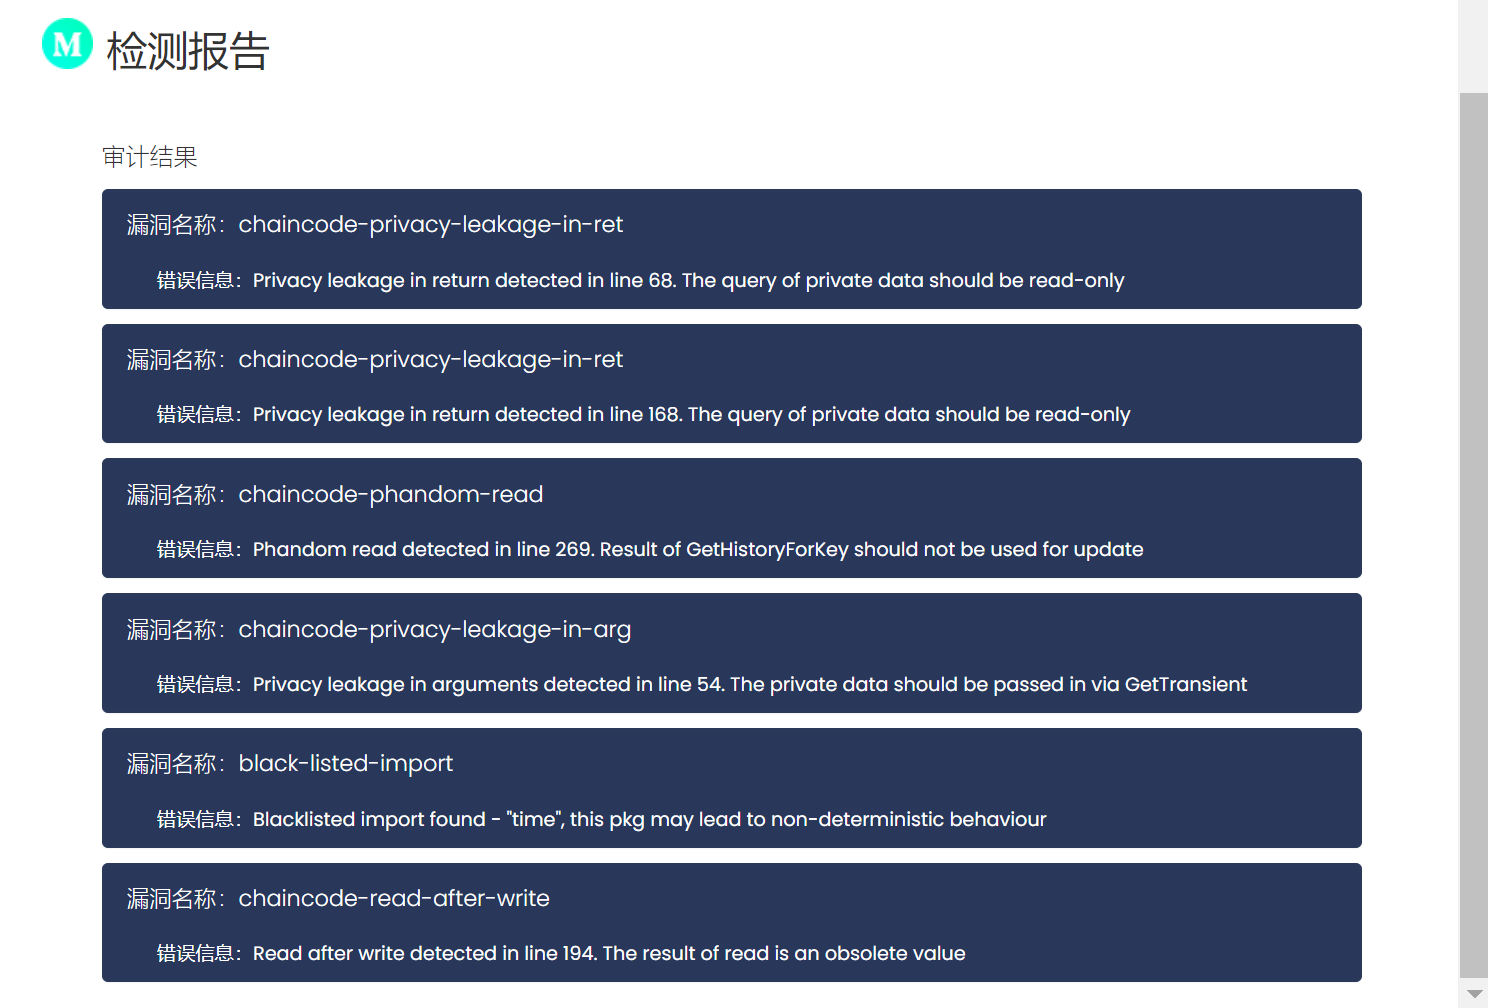 M 检测报告
审计结果
漏洞名称：chaincode-privacy-leakage-in-ret
错误信息：Privacy leakage in return detected in line 68. The query of private data should be read-only
漏洞名称：chaincode-privacy-leakage-in-ret
错误信息：Privacy leakage in return detected in line 168. The query of private data should be read-only
漏洞名称：chaincode-phandom-read
错误信息：Phandom read detected in line 269. Result of GetHistoryForKey should not be used for update
漏洞名称：chaincode-privacy-leakage-in-arg
错误信息：Privacy leakage in arguments detected in line 54. The private data should be passed in via GetTransient
漏洞名称：black-listed-import
错误信息：Blacklisted import found - "time", this pkg may lead to non-deterministic behaviour
漏洞名称：chaincode-read-after-write
错误信息：Read after write detected in line 194. The result of read is an obsolete value